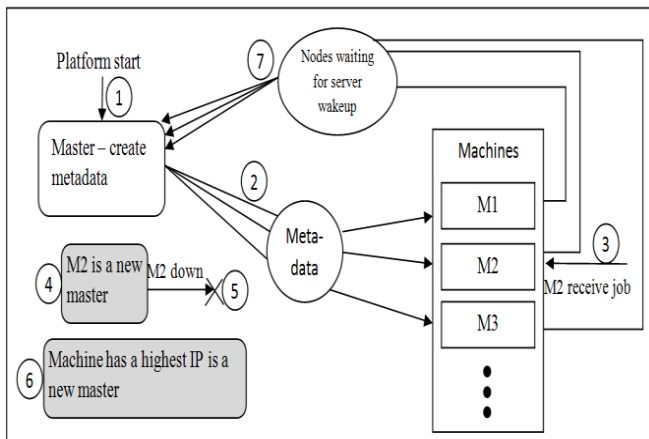 Platform start
1
Master – create
metadata
7
Nodes waiting
for server
wakeup
2
Meta-
data
Machines
M1
M2
M3
3
M2 receive job
4
M2 is a new
master
M2 down
5
6
Machine has a highest IP is a
new master